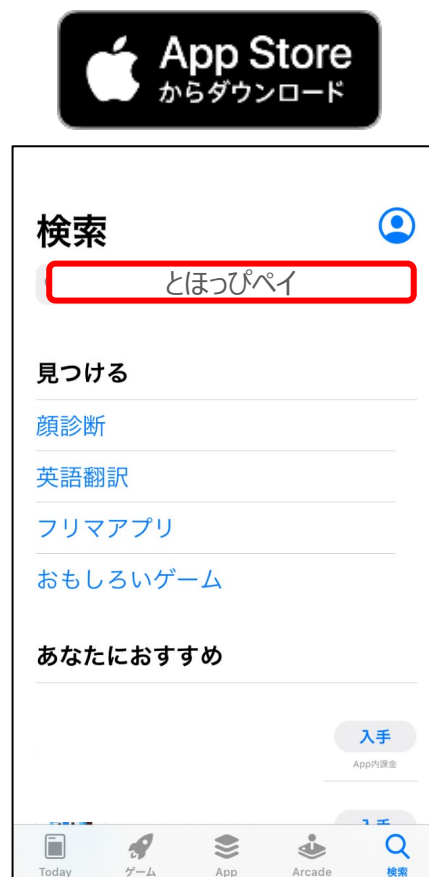 App Store
からダウンロード
検索
とほっぴペイ
見つける
顔診断
英語翻訳
フリマアプリ
おもしろいゲーム
あなたにおすすめ
入手
App内課金
入手
Today
ゲーム
App
Arcade
検索